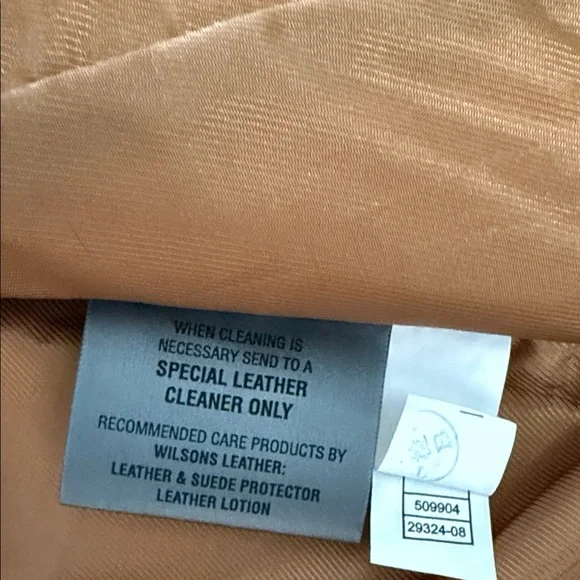 WHEN CLEANING IS
NECESSARY SEND TO A
SPECIAL LEATHER
CLEANER ONLY
RECOMMENDED CARE PRODUCTS BY
WILSONS LEATHER:
LEATHER & SUEDE PROTECTOR
LEATHER LOTION
B
509904
29324-08